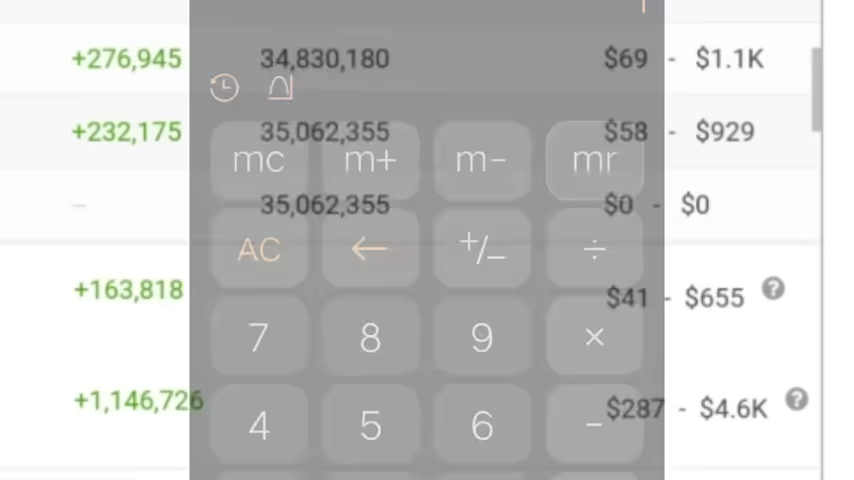 +276,945 34,830,180 $69 - $1.1K
+232,175 35,062,355 $58 - $929
mc m+ m- mr
– 35,062,355 $0 - $0
AC ← +/− ÷
+163,818 $41 - $655 ?
7 8 9 ×
+1,146,726 $287 - $4.6K ?
4 5 6 −